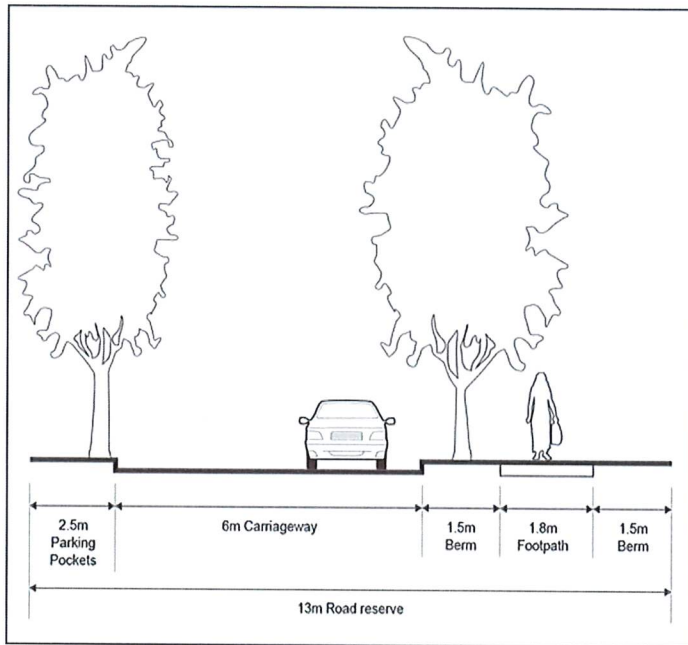 2.5m
Parking
Pockets
6m Carriageway
1.5m
Berm
1.8m
Footpath
1.5m
Berm
13m Road reserve